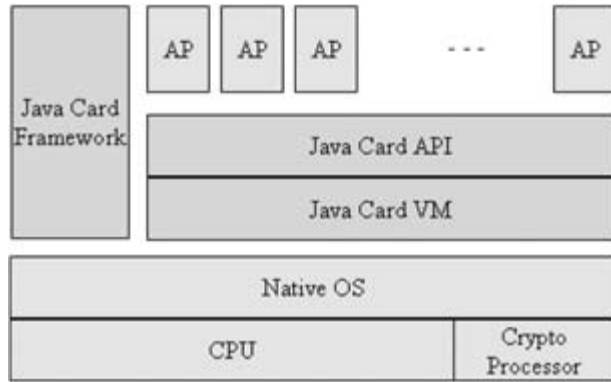 AP AP AP - - - AP
Java Card
Framework
Java Card API
Java Card VM
Native OS
CPU
Crypto
Processor